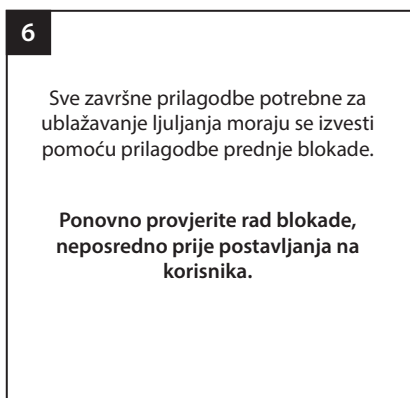 6
Sve završne prilagodbe potrebne za
ublažavanje ljuljanja moraju se izvesti
pomoću prilagodbe prednje blokade.
Ponovno provjerite rad blokade,
neposredno prije postavljanja na
korisnika.